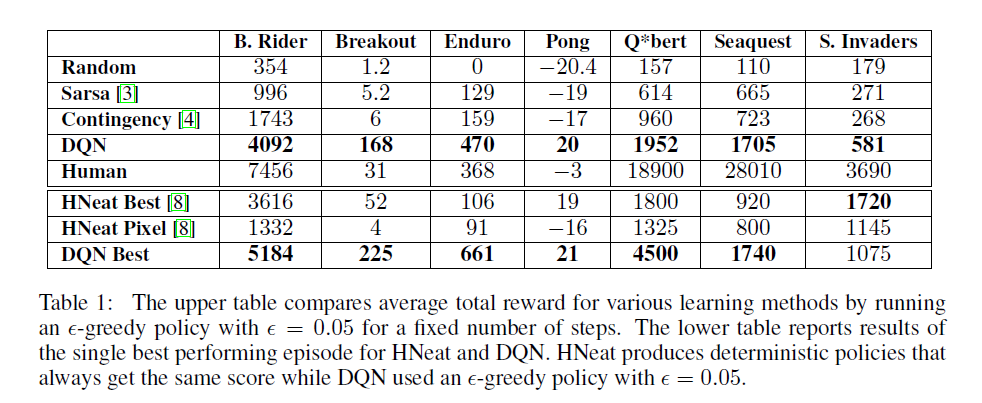 B. Rider Breakout Enduro Pong Q*bert Seaquest S. Invaders
Random 354 1.2 0 −20.4 157 110 179
Sarsa [3] 996 5.2 129 −19 614 665 271
Contingency [4] 1743 6 159 −17 960 723 268
DQN 4092 168 470 20 1952 1705 581
Human 7456 31 368 −3 18900 28010 3690
HNeat Best [8] 3616 52 106 19 1800 920 1720
HNeat Pixel [8] 1332 4 91 −16 1325 800 1145
DQN Best 5184 225 661 21 4500 1740 1075
Table 1: The upper table compares average total reward for various learning methods by running
an ϵ-greedy policy with ϵ = 0.05 for a fixed number of steps. The lower table reports results of
the single best performing episode for HNeat and DQN. HNeat produces deterministic policies that
always get the same score while DQN used an ϵ-greedy policy with ϵ = 0.05.